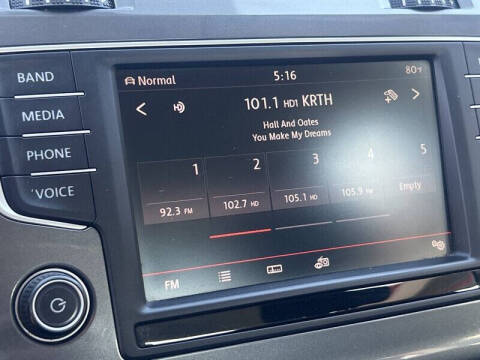 BAND
MEDIA
PHONE
VOICE
Normal 5:16 80°F
101.1 HD1 KRTH
Hall And Oates
You Make My Dreams
1 2 3 4 5
92.3 FM 102.7 HD 105.1 HD 105.9 HD Empty
FM